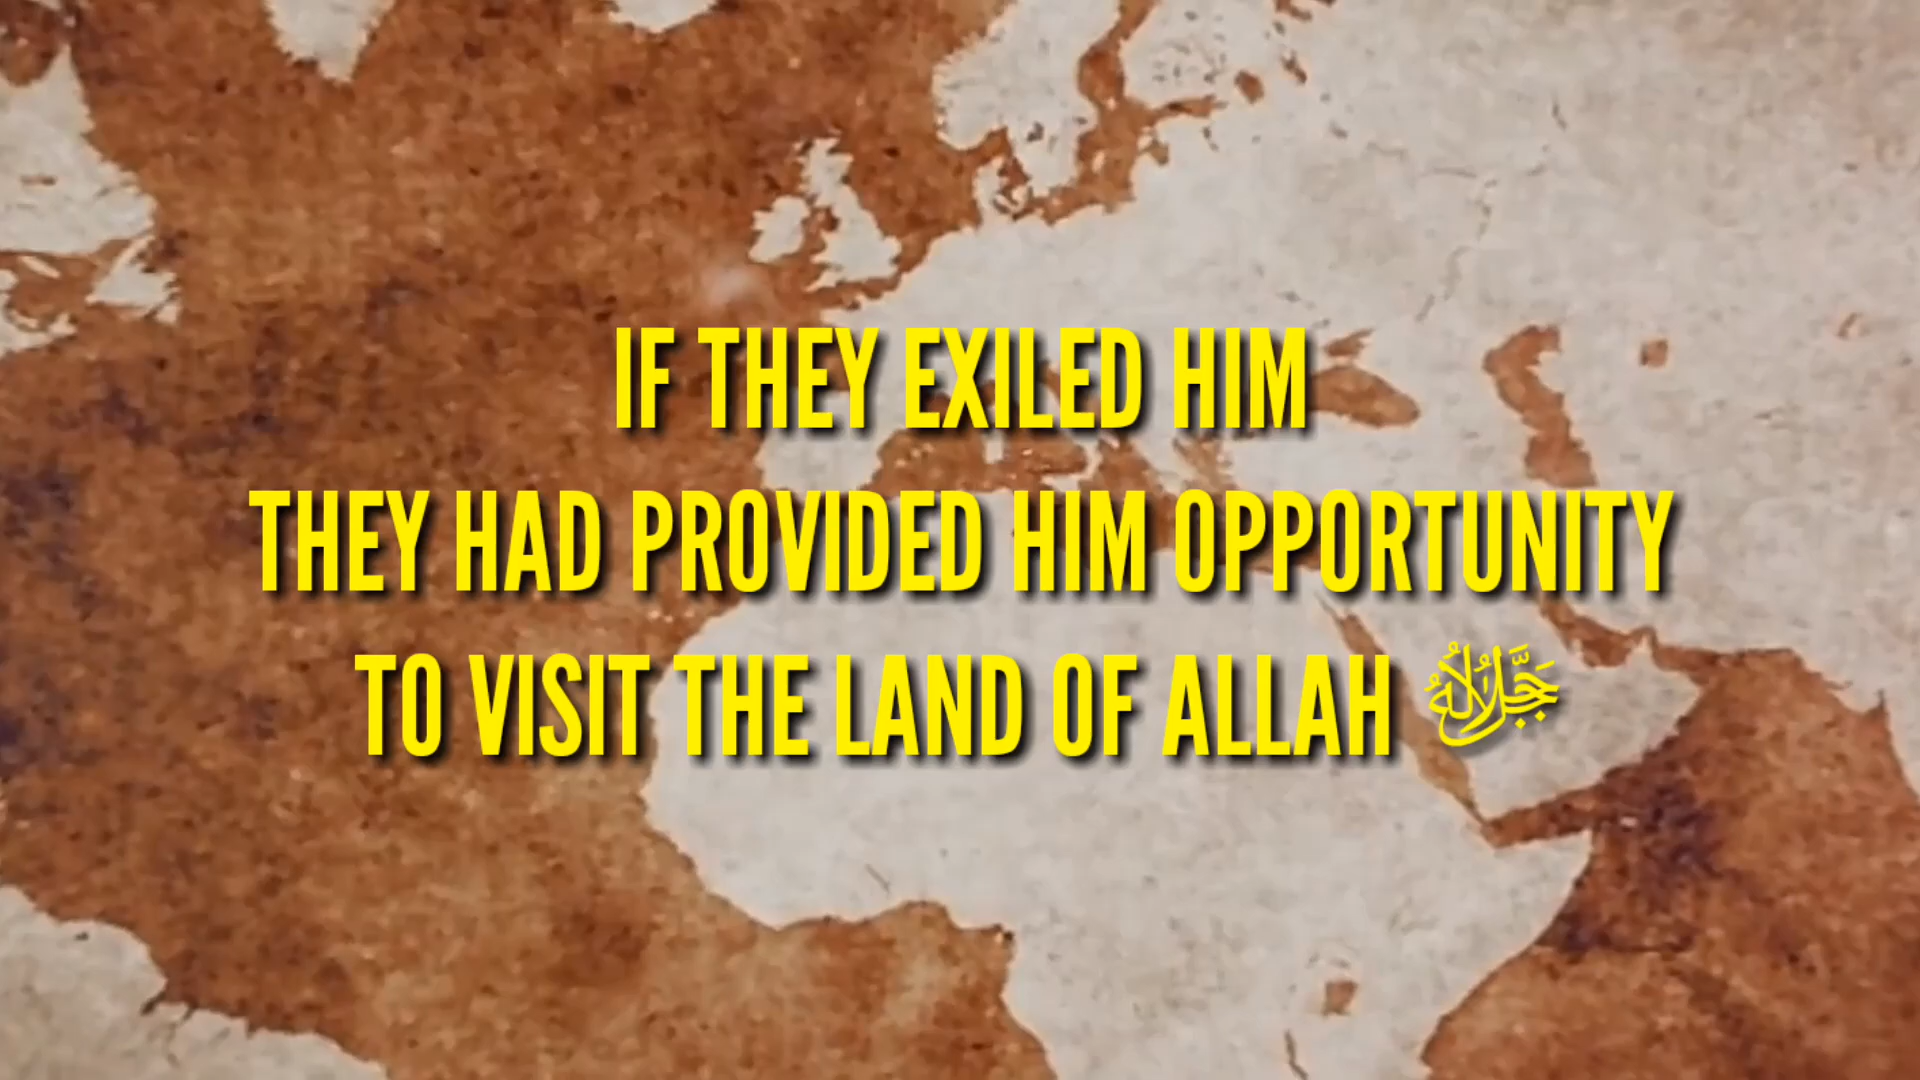 IF THEY EXILED HIM
THEY HAD PROVIDED HIM OPPORTUNITY
TO VISIT THE LAND OF ALLAH جَلَّ جَلَالُهُ